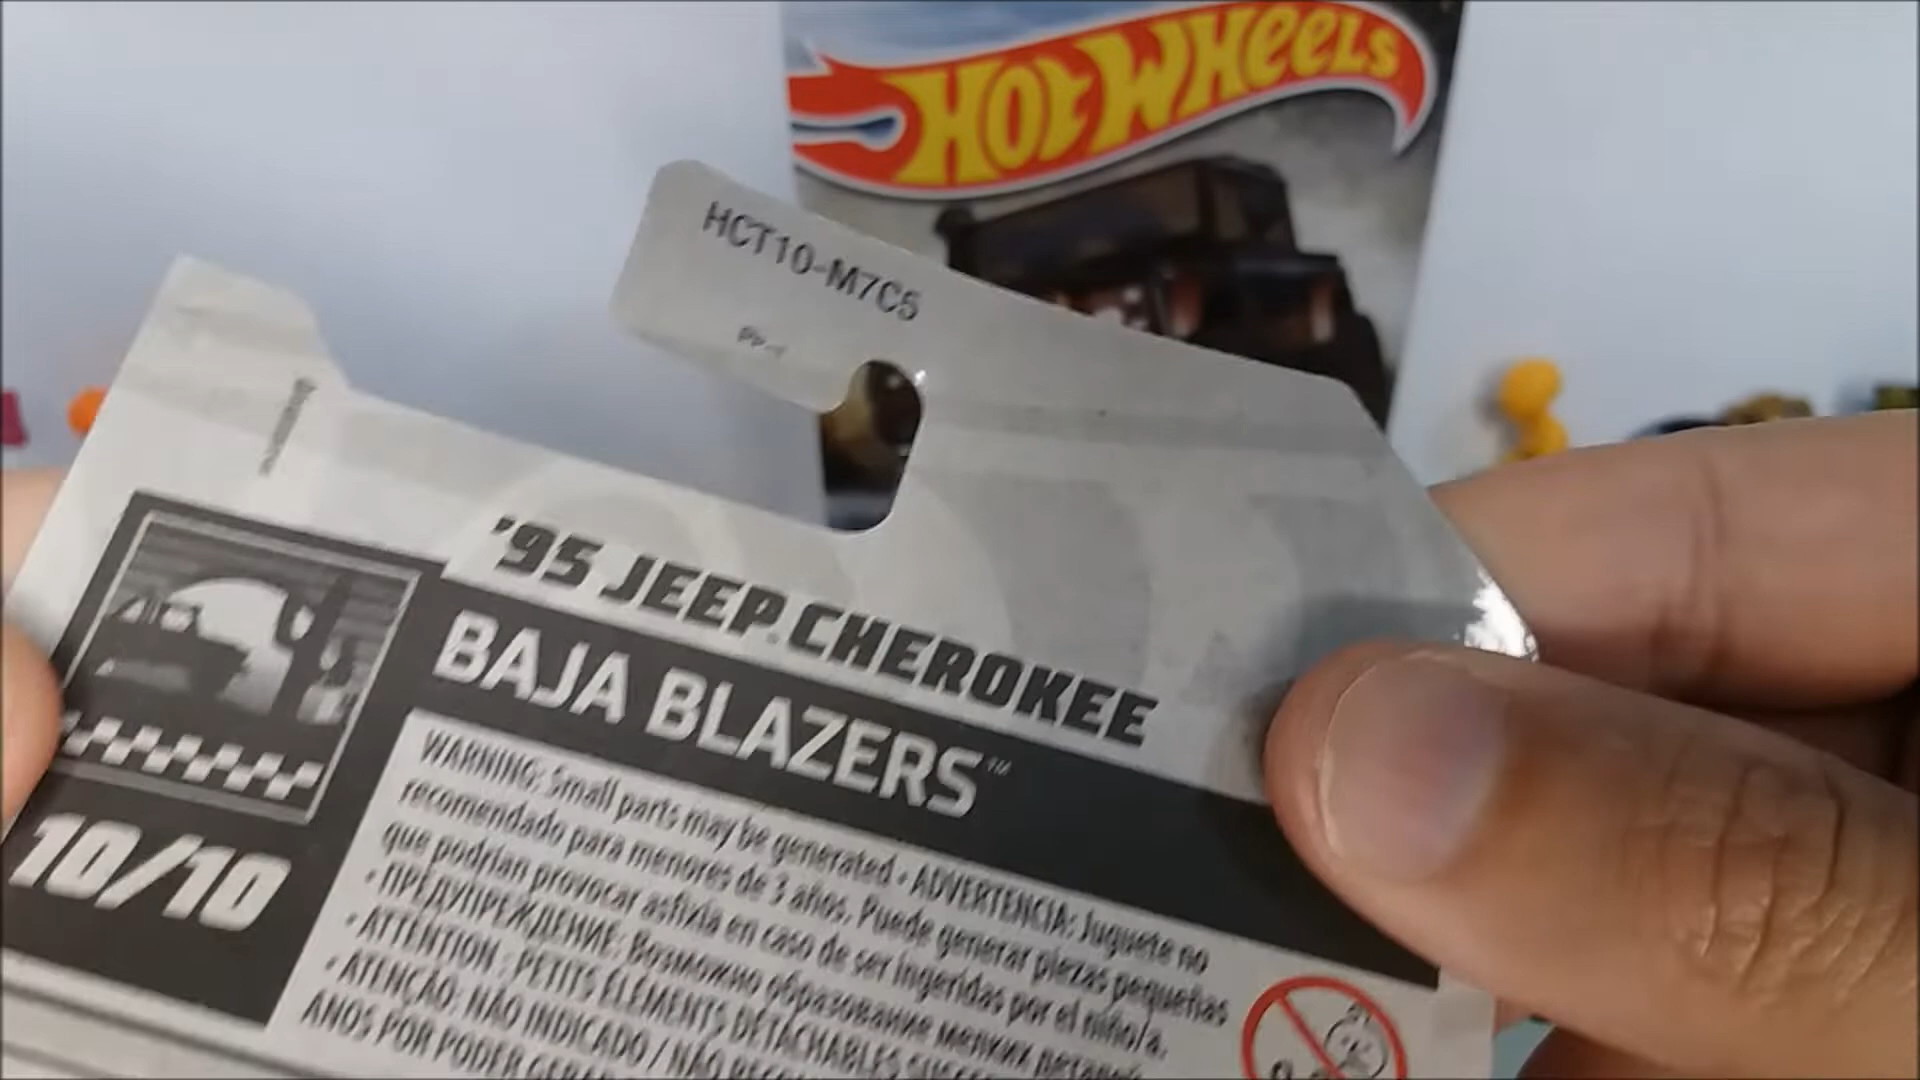 HOT WHEELS
HCT10-M7C5
'95 JEEP CHEROKEE
BAJA BLAZERS™
10/10
WARNING: Small parts may be generated • ADVERTENCIA: Juguete no
recomendado para menores de 3 años. Puede generar piezas pequeñas
que podrían provocar asfixia en caso de ser ingeridas por el niño/a.
• ПРЕДУПРЕЖДЕНИЕ: Возможно образование мелких
• ATTENTION : PETITS ÉLÉMENTS DÉTACHABLES
• ATENÇÃO: NÃO INDICADO / NÃO
ANOS POR PODER